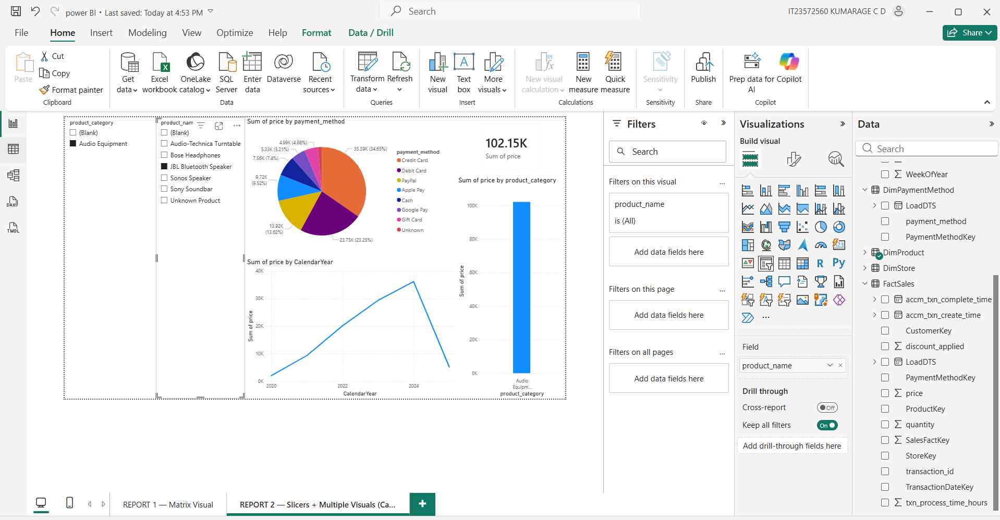 power BI • Last saved: Today at 4:53 PM
Search
IT23572560 KUMARAGE C D
File
Home
Insert
Modeling
View
Optimize
Help
Format
Data / Drill
Share
Paste
Cut
Copy
Format painter
Clipboard
Get data
Excel workbook
OneLake catalog
SQL Server
Enter data
Dataverse
Recent sources
Data
Transform data
Refresh
Queries
New visual
Text box
More visuals
Insert
New visual calculation
New measure
Quick measure
Calculations
Sensitivity
Sensitivity
Publish
Share
Prep data for AI
Copilot
Copilot
DAX
TMDL
product_category
(Blank)
Audio Equipment
product_nam
(Blank)
Audio-Technica Turntable
Bose Headphones
JBL Bluetooth Speaker
Sonos Speaker
Sony Soundbar
Unknown Product
Sum of price by payment_method
4.99K (4.88%)
5.33K (5.21%)
7.56K (7.4%)
9.72K
(9.52%)
13.92K
(13.62%)
35.39K (34.65%)
23.75K (23.25%)
payment_method
Credit Card
Debit Card
PayPal
Apple Pay
Cash
Google Pay
Gift Card
Unknown
102.15K
Sum of price
Sum of price by CalendarYear
Sum of price
40K
30K
20K
10K
0K
2020
2022
2024
CalendarYear
Sum of price by product_category
Sum of price
100K
80K
60K
40K
20K
0K
Audio
Equipm...
product_category
Filters
Search
Filters on this visual
...
product_name
is (All)
Add data fields here
Filters on this page
...
Add data fields here
Filters on all pages
...
Add data fields here
Visualizations
Build visual
123
R
Py
...
Field
product_name
Drill through
Cross-report
Off
Keep all filters
On
Add drill-through fields here
Data
Search
WeekOfYear
DimPaymentMethod
LoadDTS
payment_method
PaymentMethodKey
DimProduct
DimStore
FactSales
accm_txn_complete_time
accm_txn_create_time
CustomerKey
discount_applied
LoadDTS
PaymentMethodKey
price
ProductKey
quantity
SalesFactKey
StoreKey
transaction_id
TransactionDateKey
txn_process_time_hours
REPORT 1 — Matrix Visual
REPORT 2 — Slicers + Multiple Visuals (Ca...